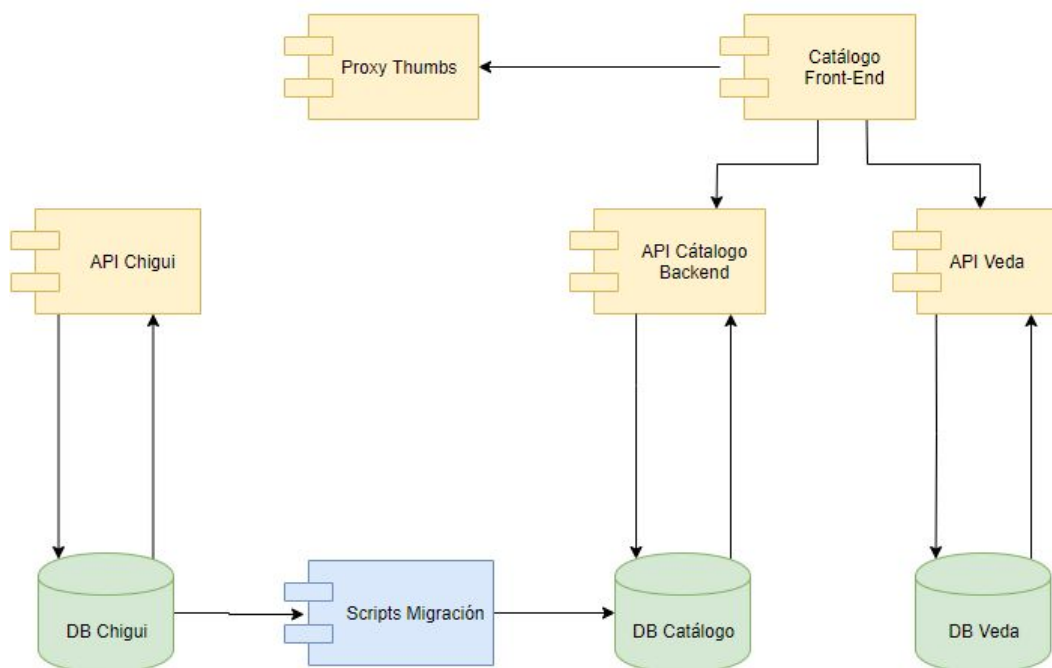 Proxy Thumbs
Catálogo
Front-End
API Chigui
API Cátalogo
Backend
API Veda
DB Chigui
Scripts Migración
DB Catálogo
DB Veda